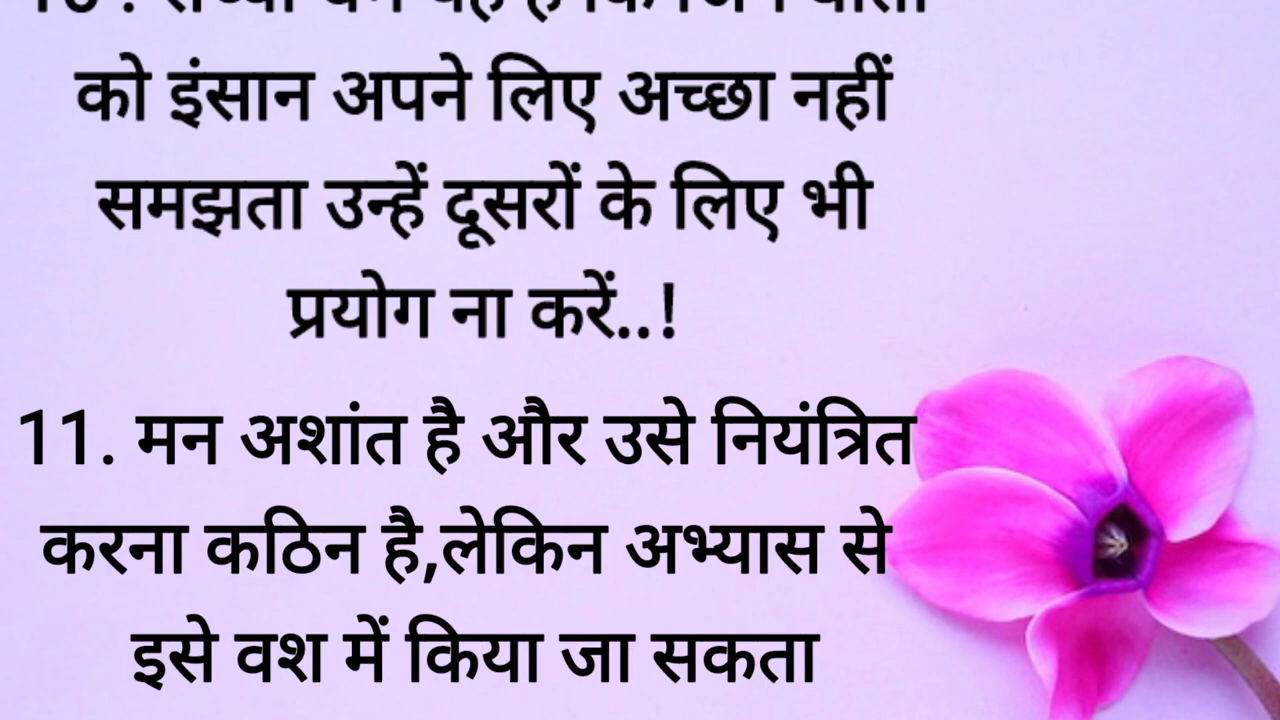 को इंसान अपने लिए अच्छा नहीं
समझता उन्हें दूसरों के लिए भी
प्रयोग ना करें..!
11. मन अशांत है और उसे नियंत्रित
करना कठिन है,लेकिन अभ्यास से
इसे वश में किया जा सकता